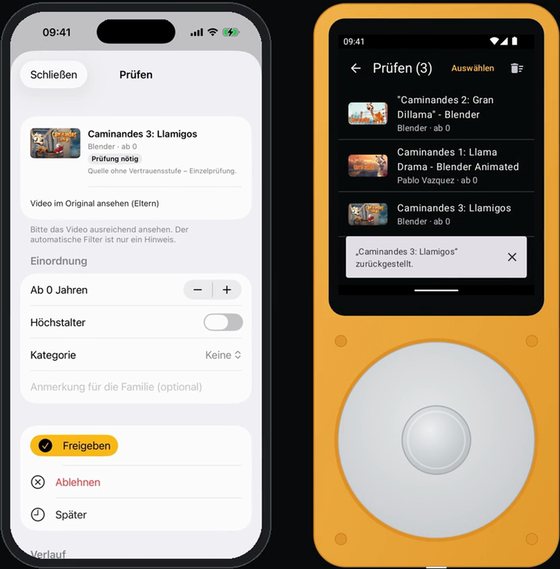 09:41
Schließen
Prüfen
Caminandes 3: Llamigos
Blender · ab 0
Prüfung nötig
Quelle ohne Vertrauensstufe – Einzelprüfung.
Video im Original ansehen (Eltern)
Bitte das Video ausreichend ansehen. Der
automatische Filter ist nur ein Hinweis.
Einordnung
Ab 0 Jahren
Höchstalter
Kategorie
Keine
Anmerkung für die Familie (optional)
Freigeben
Ablehnen
Später
Verlauf
09:41
Prüfen (3)
Auswählen
"Caminandes 2: Gran
Dillama" - Blender
Blender · ab 0
Caminandes 1: Llama
Drama - Blender Animated
Pablo Vazquez · ab 0
Caminandes 3: Llamigos
Blender · ab 0
„Caminandes 3: Llamigos“
zurückgestellt.